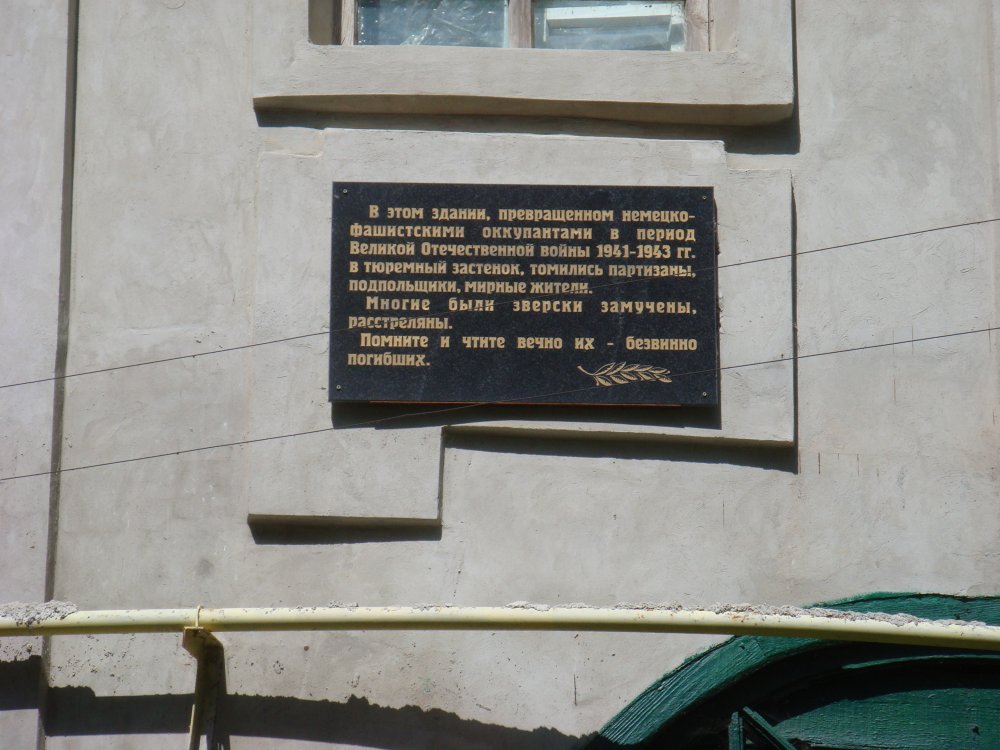 В этом здании, превращенном немецко-
фашистскими оккупантами в период
Великой Отечественной войны 1941-1943 гг.
в тюремный застенок, томились партизаны,
подпольщики, мирные жители.
Многие были зверски замучены,
расстреляны.
Помните и чтите вечно их - безвинно
погибших.